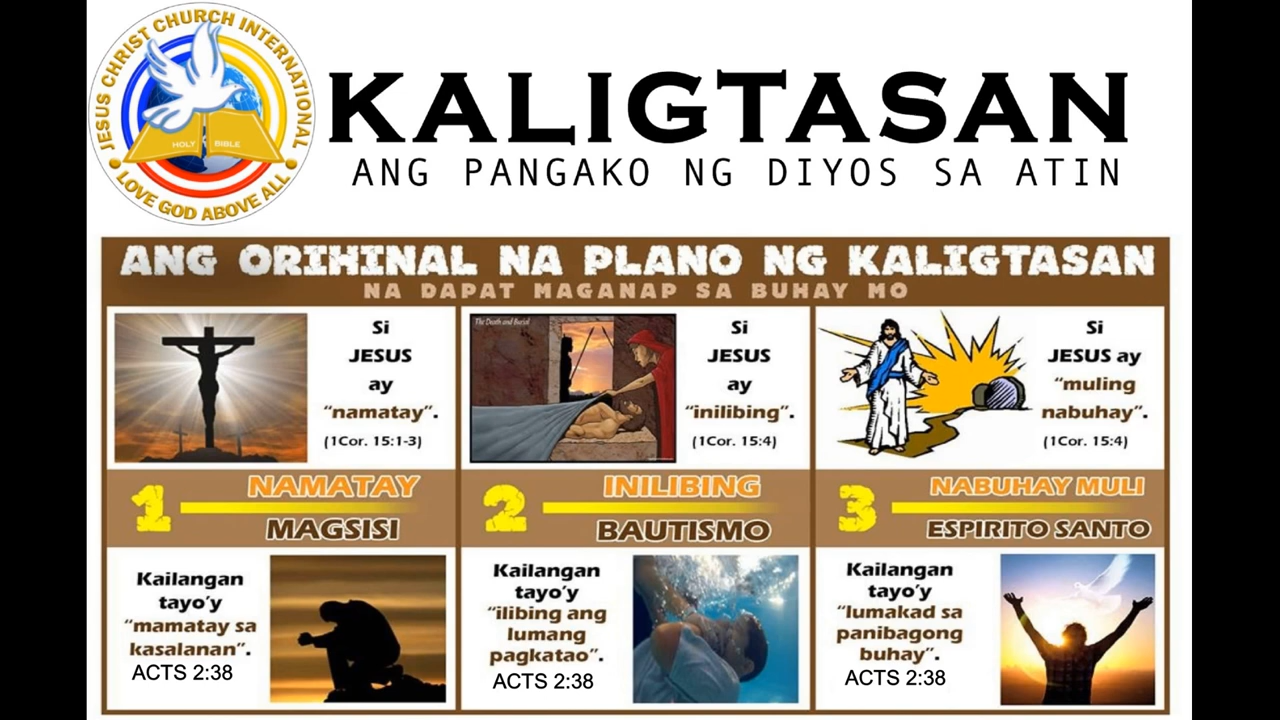 JESUS CHRIST CHURCH INTERNATIONAL
HOLY BIBLE
LOVE GOD ABOVE ALL
KALIGTASAN
ANG PANGAKO NG DIYOS SA ATIN
ANG ORIHINAL NA PLANO NG KALIGTASAN
NA DAPAT MAGANAP SA BUHAY MO
Si
JESUS
ay
“namatay”.
(1Cor. 15:1-3)
The Death and Burial
Si
JESUS
ay
“inilibing”.
(1Cor. 15:4)
Si
JESUS ay
“muling
nabuhay”.
(1Cor. 15:4)
1
NAMATAY
MAGSISI
2
INILIBING
BAUTISMO
3
NABUHAY MULI
ESPIRITO SANTO
Kailangan
tayo’y
“mamatay sa
kasalanan”.
ACTS 2:38
Kailangan
tayo’y
“ilibing ang
lumang
pagkatao”.
ACTS 2:38
Kailangan
tayo’y
“lumakad sa
panibagong
buhay”.
ACTS 2:38